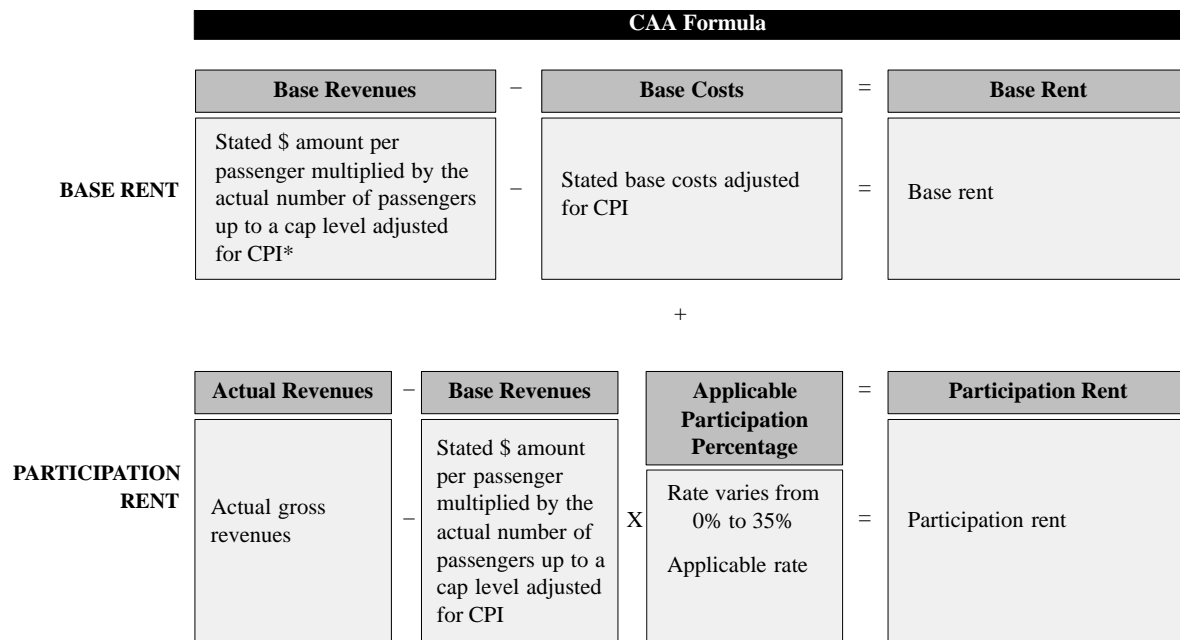 CAA Formula
Base Revenues – Base Costs = Base Rent
BASE RENT
Stated $ amount per
passenger multiplied by the
actual number of passengers
up to a cap level adjusted
for CPI*
–
Stated base costs adjusted
for CPI
=
Base rent
+
Actual Revenues – Base Revenues
Applicable
Participation
Percentage
= Participation Rent
PARTICIPATION
RENT
Actual gross
revenues
–
Stated $ amount
per passenger
multiplied by the
actual number of
passengers up to a
cap level adjusted
for CPI
X
Rate varies from
0% to 35%
Applicable rate
=
Participation rent